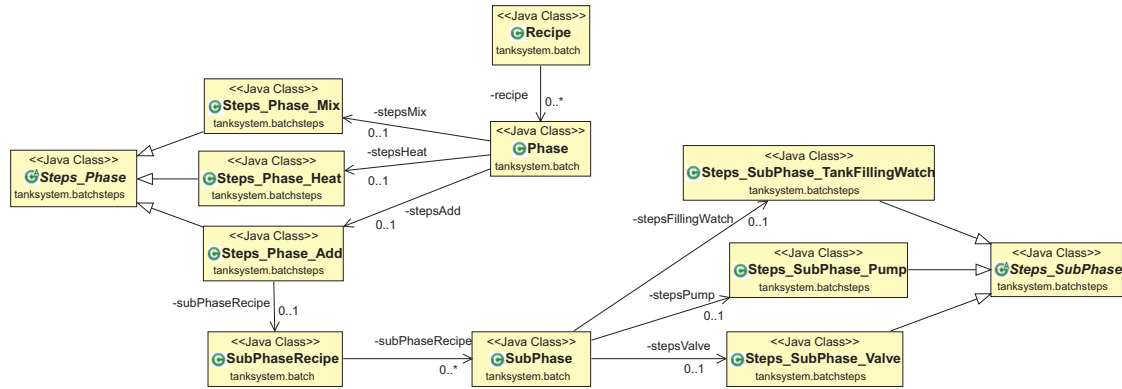 <<Java Class>>
Recipe
tanksystem.batch
-recipe
0..*
<<Java Class>>
Steps_Phase_Mix
tanksystem.batchsteps
-stepsMix
0..1
<<Java Class>>
Phase
tanksystem.batch
<<Java Class>>
Steps_Phase
tanksystem.batchsteps
<<Java Class>>
Steps_Phase_Heat
tanksystem.batchsteps
-stepsHeat
0..1
-stepsAdd
0..1
<<Java Class>>
Steps_Phase_Add
tanksystem.batchsteps
<<Java Class>>
Steps_SubPhase_TankFillingWatch
tanksystem.batchsteps
-stepsFillingWatch
0..1
<<Java Class>>
Steps_SubPhase_Pump
tanksystem.batchsteps
<<Java Class>>
Steps_SubPhase
tanksystem.batchsteps
-stepsPump
0..1
-subPhaseRecipe
0..1
<<Java Class>>
SubPhaseRecipe
tanksystem.batch
-subPhaseRecipe
0..*
<<Java Class>>
SubPhase
tanksystem.batch
-stepsValve
0..1
<<Java Class>>
Steps_SubPhase_Valve
tanksystem.batchsteps